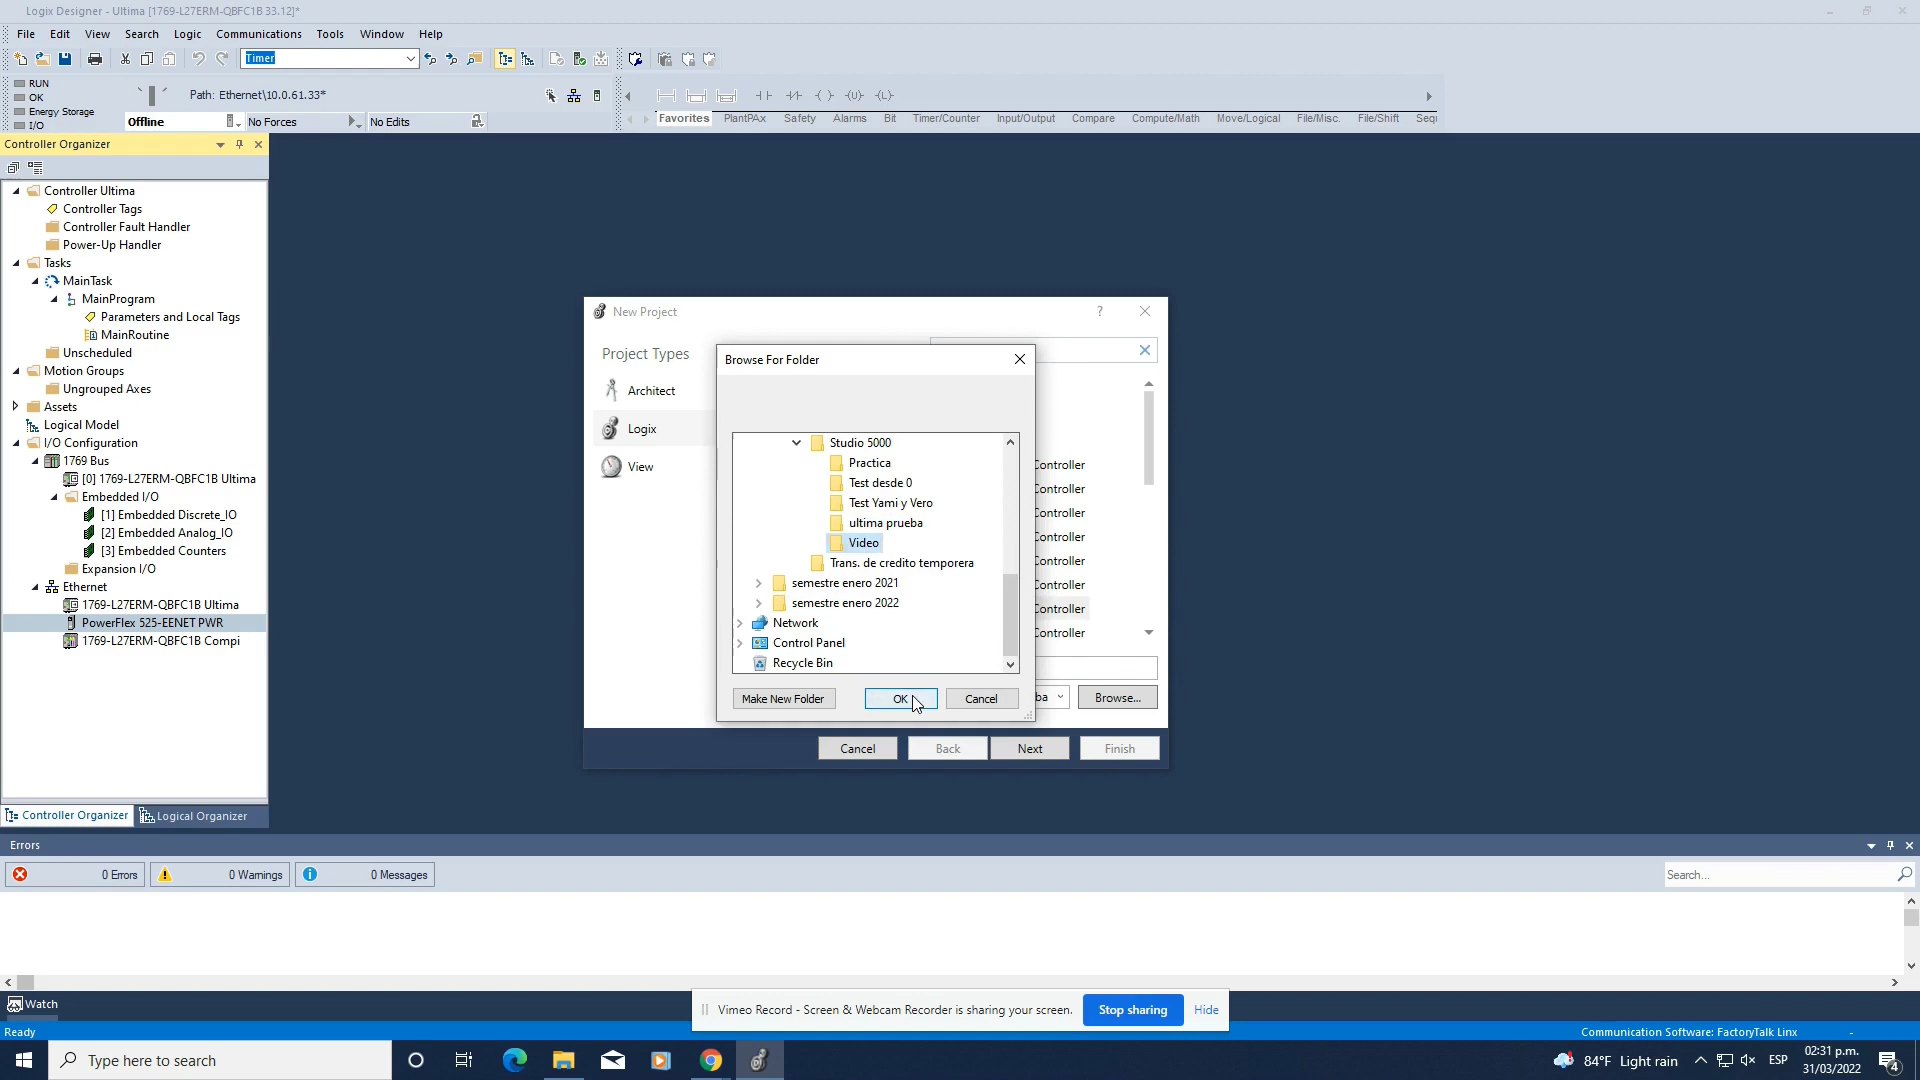 Logix Designer - Ultima [1769-L27ERM-QBFC1B 33.12]*
File Edit View Search Logic Communications Tools Window Help
Timer
RUN
OK
Energy Storage
I/O
Path: Ethernet\10.0.61.33*
Offline
No Forces
No Edits
Favorites PlantPAx Safety Alarms Bit Timer/Counter Input/Output Compare Compute/Math Move/Logical File/Misc. File/Shift Sequ
Controller Organizer
Controller Ultima
Controller Tags
Controller Fault Handler
Power-Up Handler
Tasks
MainTask
MainProgram
Parameters and Local Tags
MainRoutine
Unscheduled
Motion Groups
Ungrouped Axes
Assets
Logical Model
I/O Configuration
1769 Bus
[0] 1769-L27ERM-QBFC1B Ultima
Embedded I/O
[1] Embedded Discrete_IO
[2] Embedded Analog_IO
[3] Embedded Counters
Expansion I/O
Ethernet
1769-L27ERM-QBFC1B Ultima
PowerFlex 525-EENET PWR
1769-L27ERM-QBFC1B Compi
Controller Organizer
Logical Organizer
New Project
?
Project Types
Architect
Logix
View
Controller
Controller
Controller
Controller
Controller
Controller
Controller
Controller
ba
Browse...
Cancel Back Next Finish
Browse For Folder
Studio 5000
Practica
Test desde 0
Test Yami y Vero
ultima prueba
Video
Trans. de credito temporera
semestre enero 2021
semestre enero 2022
Network
Control Panel
Recycle Bin
Make New Folder OK Cancel
Errors
0 Errors
0 Warnings
0 Messages
Search...
Watch
Vimeo Record - Screen & Webcam Recorder is sharing your screen.
Stop sharing
Hide
Ready
Communication Software: FactoryTalk Linx
Type here to search
84°F Light rain
ESP
02:31 p.m.
31/03/2022
4